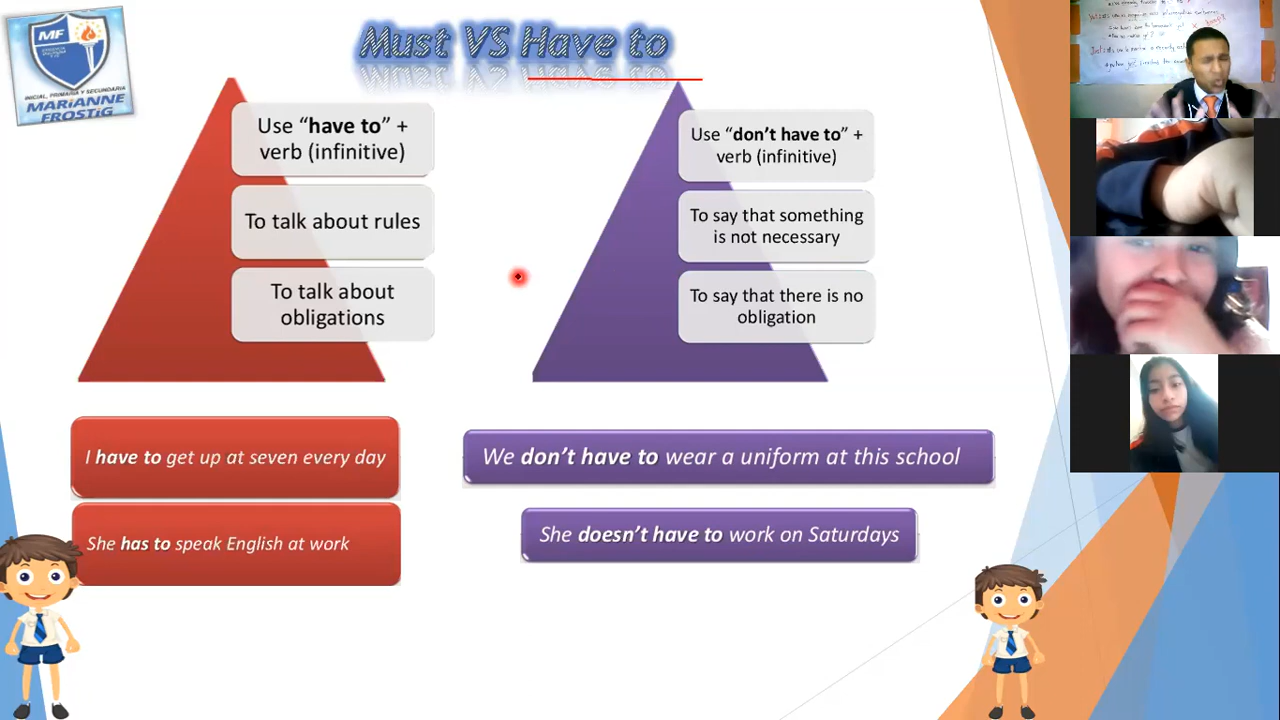 MF
INICIAL, PRIMARIA Y SECUNDARIA
MARIANNE
FROSTIG
Must VS Have to
Use “have to” +
verb (infinitive)
To talk about rules
To talk about
obligations
Use “don’t have to” +
verb (infinitive)
To say that something
is not necessary
To say that there is no
obligation
I have to get up at seven every day
She has to speak English at work
We don’t have to wear a uniform at this school
She doesn’t have to work on Saturdays